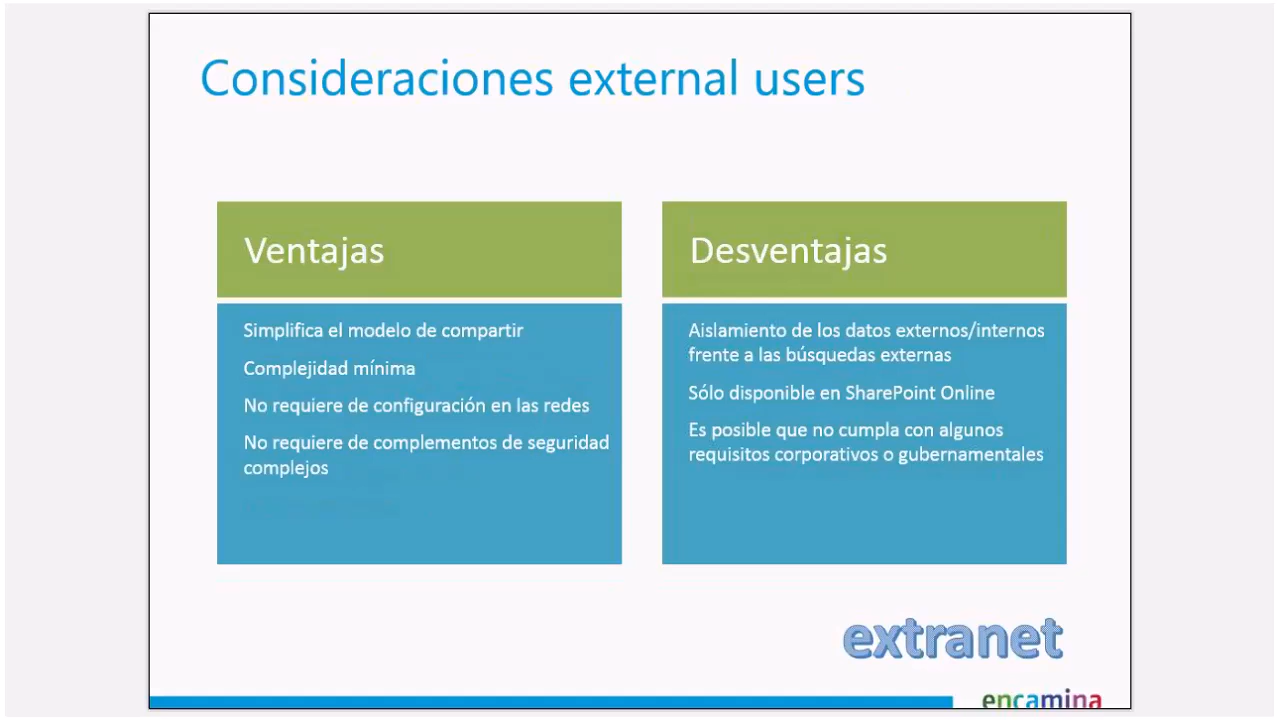 Consideraciones external users
Ventajas
Simplifica el modelo de compartir
Complejidad mínima
No requiere de configuración en las redes
No requiere de complementos de seguridad
complejos
Desventajas
Aislamiento de los datos externos/internos
frente a las búsquedas externas
Sólo disponible en SharePoint Online
Es posible que no cumpla con algunos
requisitos corporativos o gubernamentales
extranet
encamina